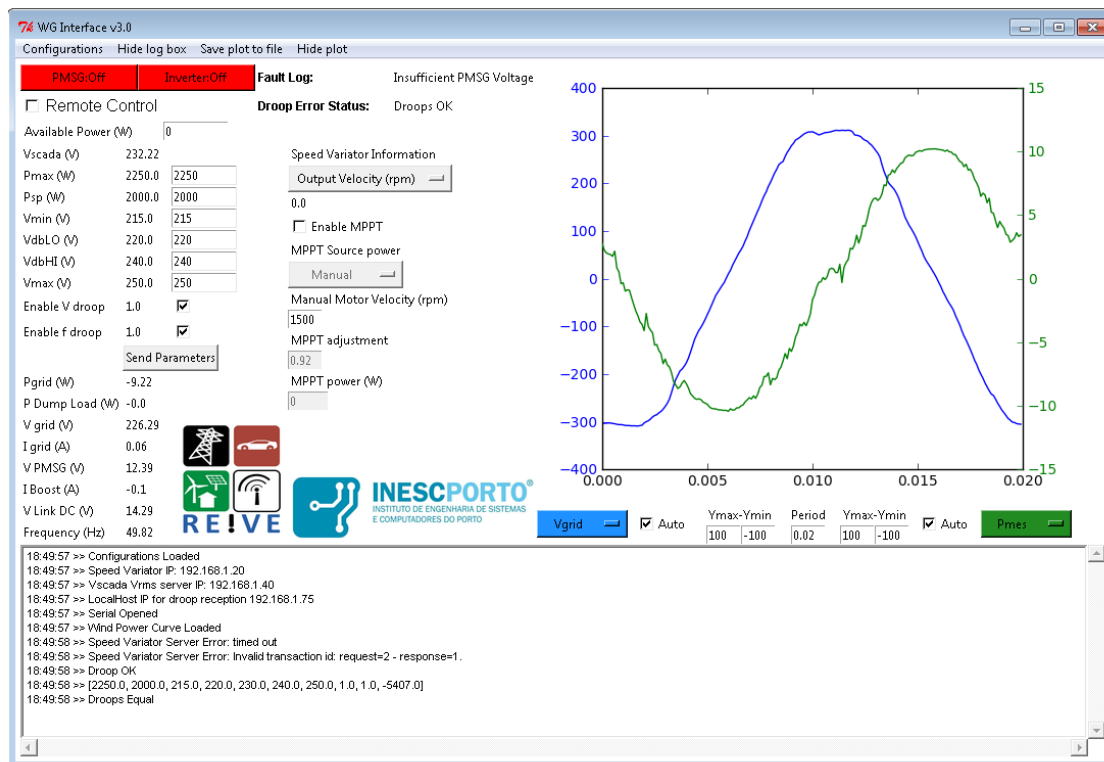 WG Interface v3.0
Configurations Hide log box Save plot to file Hide plot
PMSG:Off Inverter:Off Fault Log: Insufficient PMSG Voltage
Remote Control Droop Error Status: Droops OK
Available Power (W) 0
Vscada (V) 232.22
Pmax (W) 2250.0 2250
Psp (W) 2000.0 2000
Vmin (V) 215.0 215
VdbLO (V) 220.0 220
VdbHI (V) 240.0 240
Vmax (V) 250.0 250
Enable V droop 1.0
Enable f droop 1.0
Send Parameters
Pgrid (W) -9.22
P Dump Load (W) -0.0
V grid (V) 226.29
I grid (A) 0.06
V PMSG (V) 12.39
I Boost (A) -0.1
V Link DC (V) 14.29
Frequency (Hz) 49.82
Speed Variator Information
Output Velocity (rpm)
0.0
Enable MPPT
MPPT Source power
Manual
Manual Motor Velocity (rpm)
1500
MPPT adjustment
0.92
MPPT power (W)
0
RE!VE
INESCPORTO®
INSTITUTO DE ENGENHARIA DE SISTEMAS
E COMPUTADORES DO PORTO
400 15
300 10
200
100 5
0 0
−100
−200 −5
−300 −10
−400 −15
0.000 0.005 0.010 0.015 0.020
Vgrid Auto Ymax-Ymin Period Ymax-Ymin Auto Pmes
100 -100 0.02 100 -100
18:49:57 >> Configurations Loaded
18:49:57 >> Speed Variator IP: 192.168.1.20
18:49:57 >> Vscada Vrms server IP: 192.168.1.40
18:49:57 >> LocalHost IP for droop reception 192.168.1.75
18:49:57 >> Serial Opened
18:49:57 >> Wind Power Curve Loaded
18:49:58 >> Speed Variator Server Error: timed out
18:49:58 >> Speed Variator Server Error: Invalid transaction id: request=2 - response=1.
18:49:58 >> Droop OK
18:49:58 >> [2250.0, 2000.0, 215.0, 220.0, 230.0, 240.0, 250.0, 1.0, 1.0, -5407.0]
18:49:58 >> Droops Equal